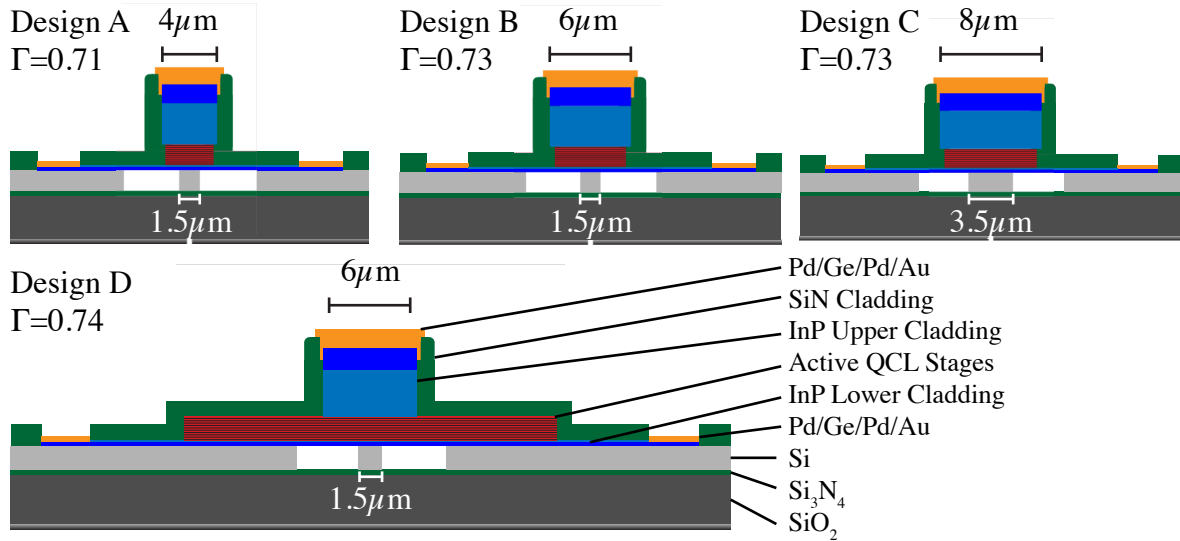 Design A
4μm
Γ=0.71
1.5μm
Design B
6μm
Γ=0.73
1.5μm
Design C
8μm
Γ=0.73
3.5μm
Design D
6μm
Γ=0.74
1.5μm
Pd/Ge/Pd/Au
SiN Cladding
InP Upper Cladding
Active QCL Stages
InP Lower Cladding
Pd/Ge/Pd/Au
Si
Si₃N₄
SiO₂